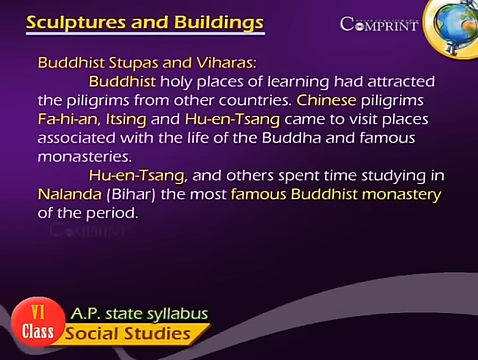 Sculptures and Buildings
COMPRINT
Buddhist Stupas and Viharas:
Buddhist holy places of learning had attracted
the piligrims from other countries. Chinese piligrims
Fa-hi-an, Itsing and Hu-en-Tsang came to visit places
associated with the life of the Buddha and famous
monasteries.
Hu-en-Tsang, and others spent time studying in
Nalanda (Bihar) the most famous Buddhist monastery
of the period.
COMPRINT
VI
Class
A.P. state syllabus
Social Studies